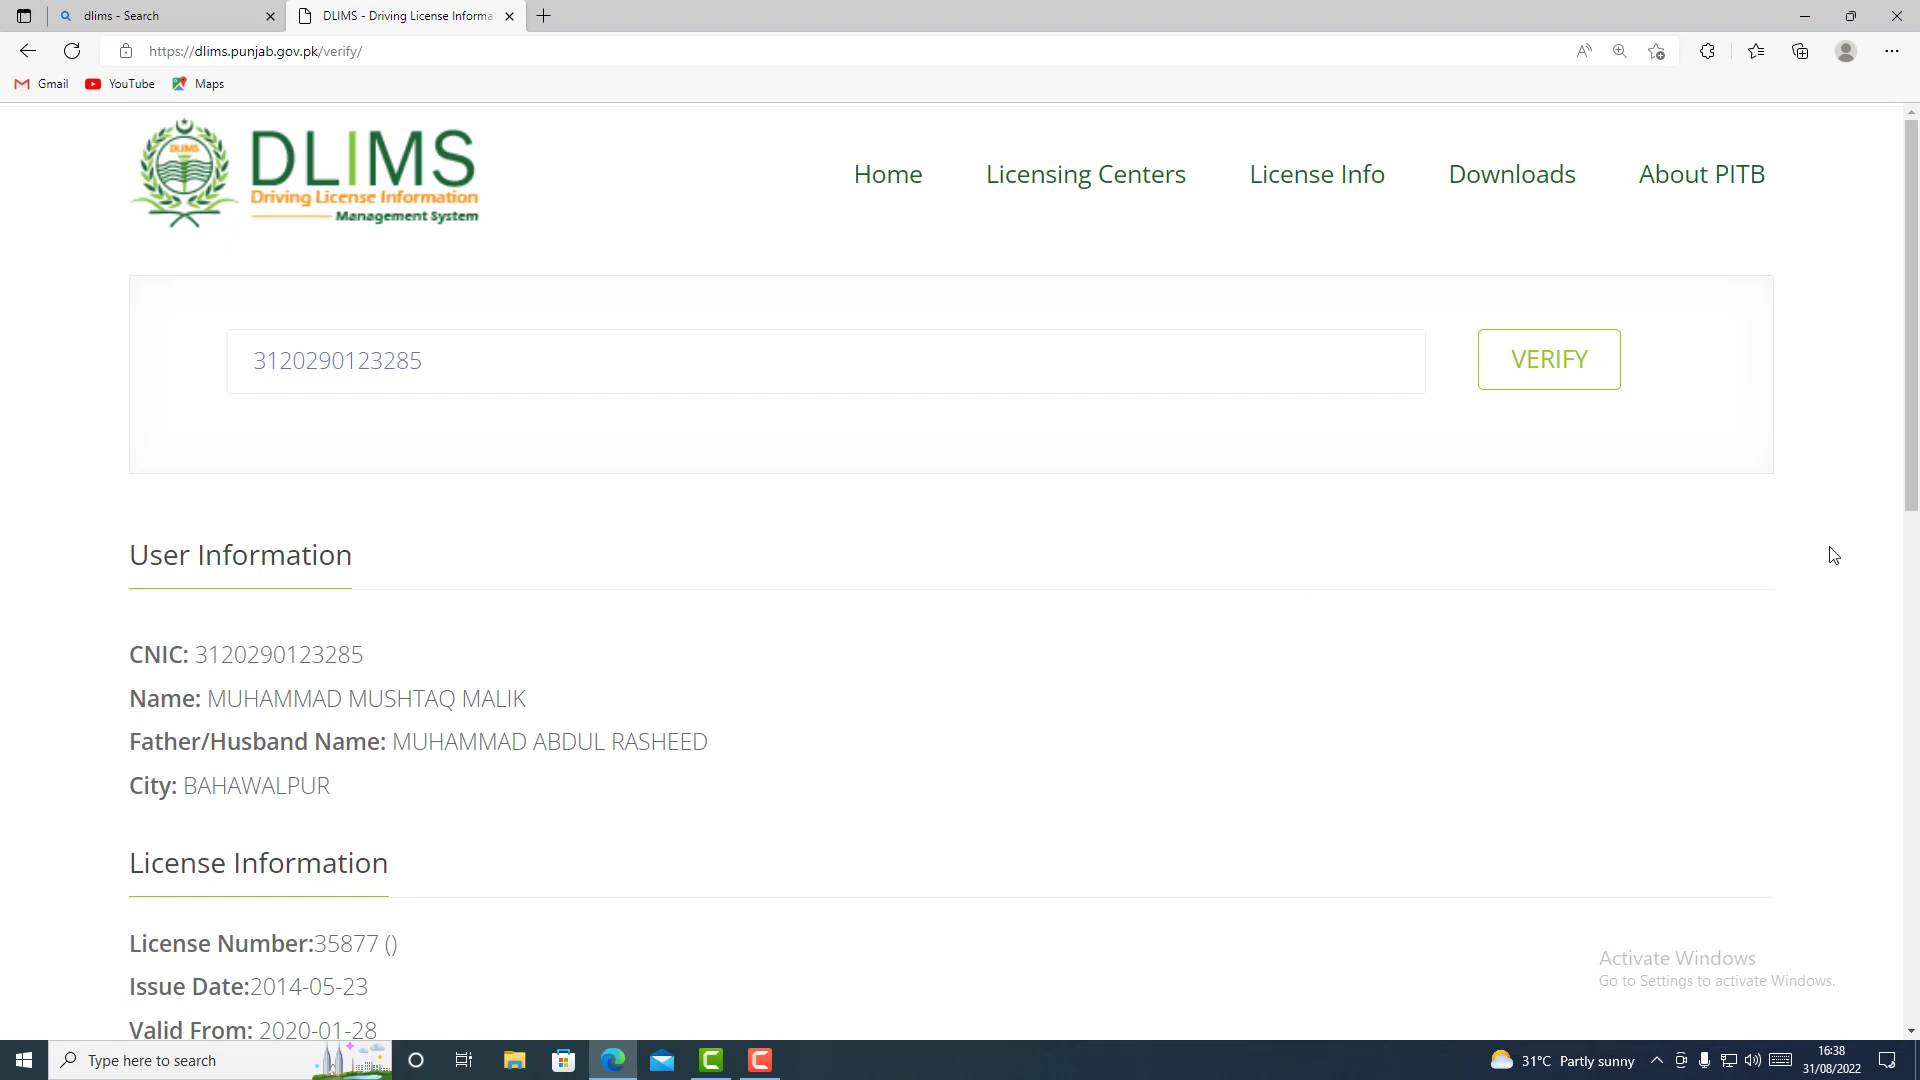 dlims - Search
DLIMS - Driving License Informa
https://dlims.punjab.gov.pk/verify/
Gmail
YouTube
Maps
DLIMS
DLIMS
Driving License Information
Management System
Home
Licensing Centers
License Info
Downloads
About PITB
3120290123285
VERIFY
User Information
CNIC: 3120290123285
Name: MUHAMMAD MUSHTAQ MALIK
Father/Husband Name: MUHAMMAD ABDUL RASHEED
City: BAHAWALPUR
License Information
License Number:35877 ()
Issue Date:2014-05-23
Valid From: 2020-01-28
Activate Windows
Go to Settings to activate Windows.
Type here to search
31°C Partly sunny
16:38
31/08/2022